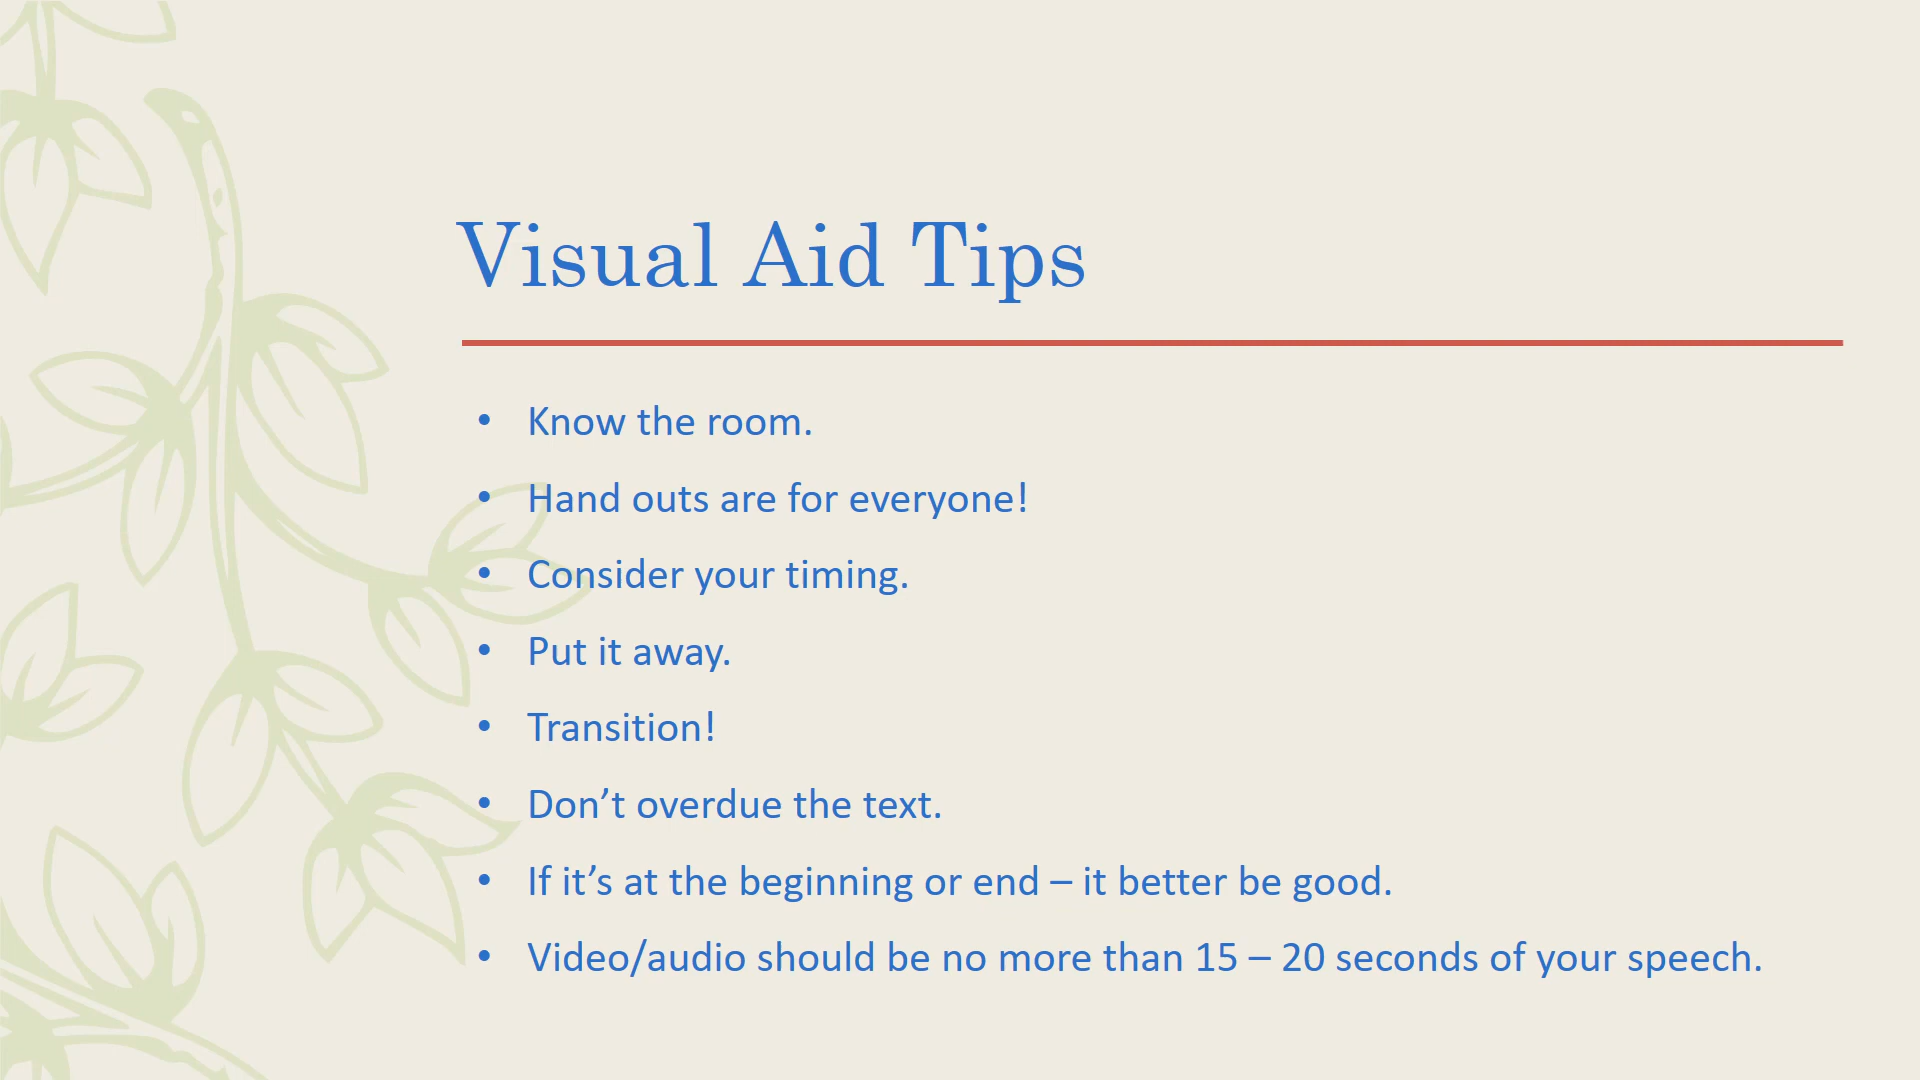 Visual Aid Tips
• Know the room.
• Hand outs are for everyone!
• Consider your timing.
• Put it away.
• Transition!
• Don’t overdue the text.
• If it’s at the beginning or end – it better be good.
• Video/audio should be no more than 15 – 20 seconds of your speech.